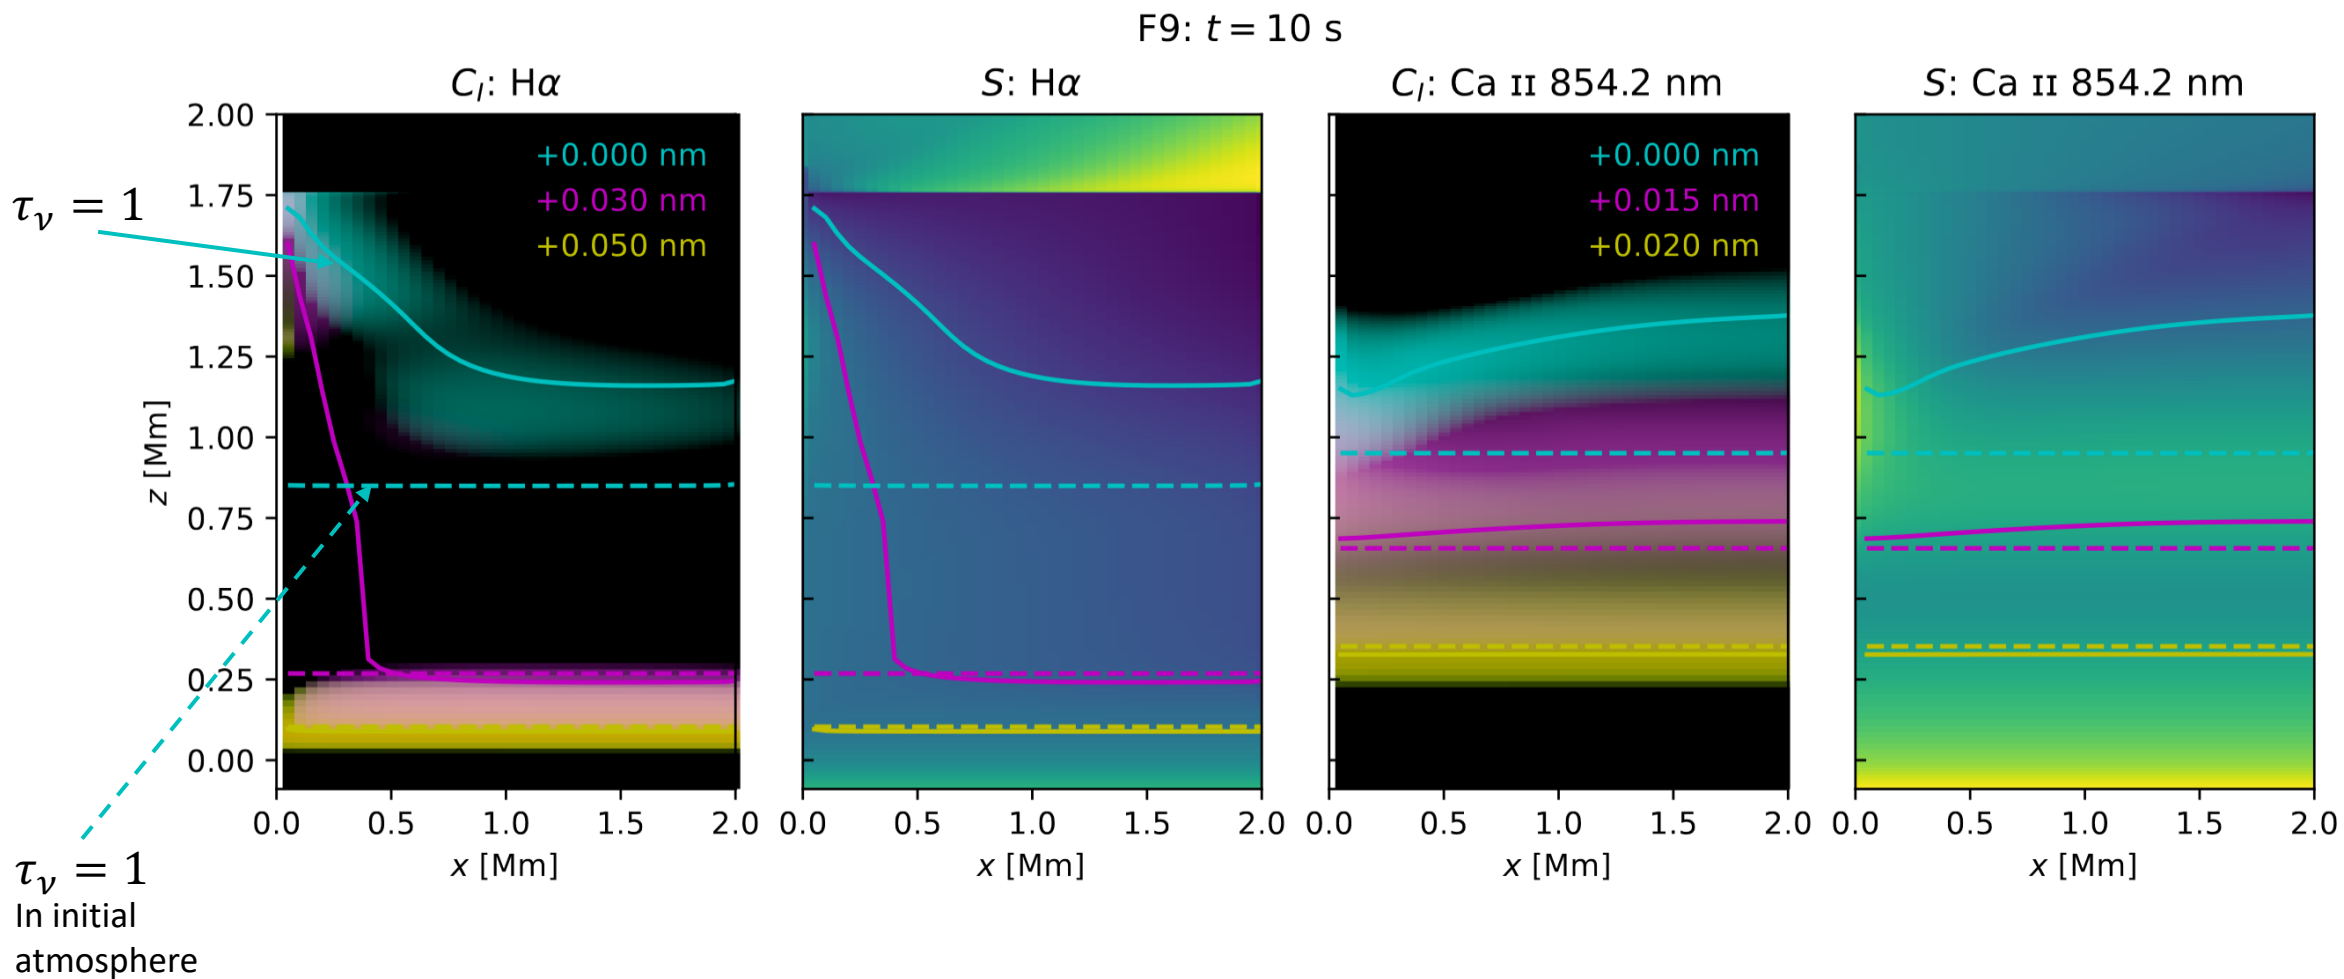 F9: t = 10 s
C_I: Hα
S: Hα
C_I: Ca II 854.2 nm
S: Ca II 854.2 nm
+0.000 nm
+0.030 nm
+0.050 nm
+0.000 nm
+0.015 nm
+0.020 nm
τ_ν = 1
z [Mm]
2.00
1.75
1.50
1.25
1.00
0.75
0.50
0.25
0.00
0.0 0.5 1.0 1.5 2.0
0.0 0.5 1.0 1.5 2.0
0.0 0.5 1.0 1.5 2.0
0.0 0.5 1.0 1.5 2.0
x [Mm]
x [Mm]
x [Mm]
x [Mm]
τ_ν = 1
In initial
atmosphere